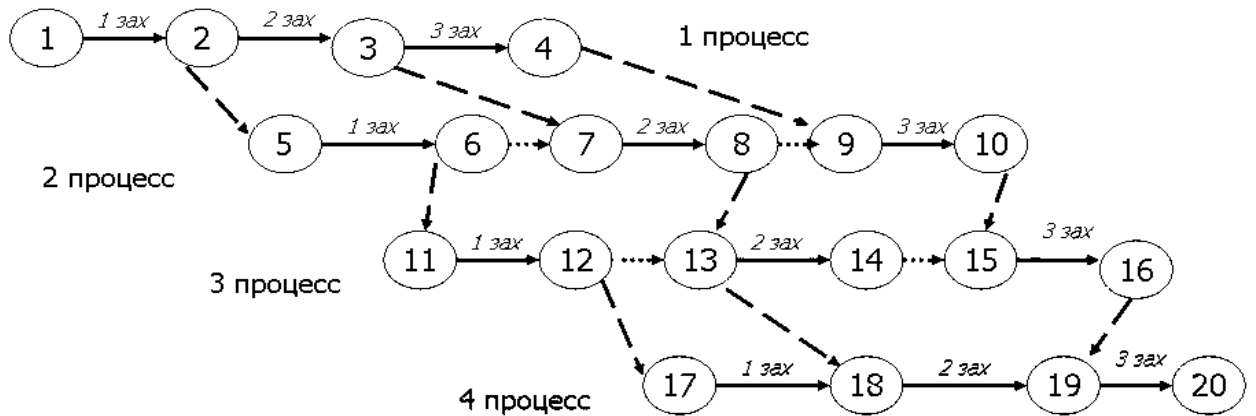 1 зах 2 зах 3 зах
1 2 3 4 1 процесс
1 зах 2 зах 3 зах
5 6 7 8 9 10
2 процесс
1 зах 2 зах 3 зах
11 12 13 14 15 16
3 процесс
1 зах 2 зах 3 зах
17 18 19 20
4 процесс